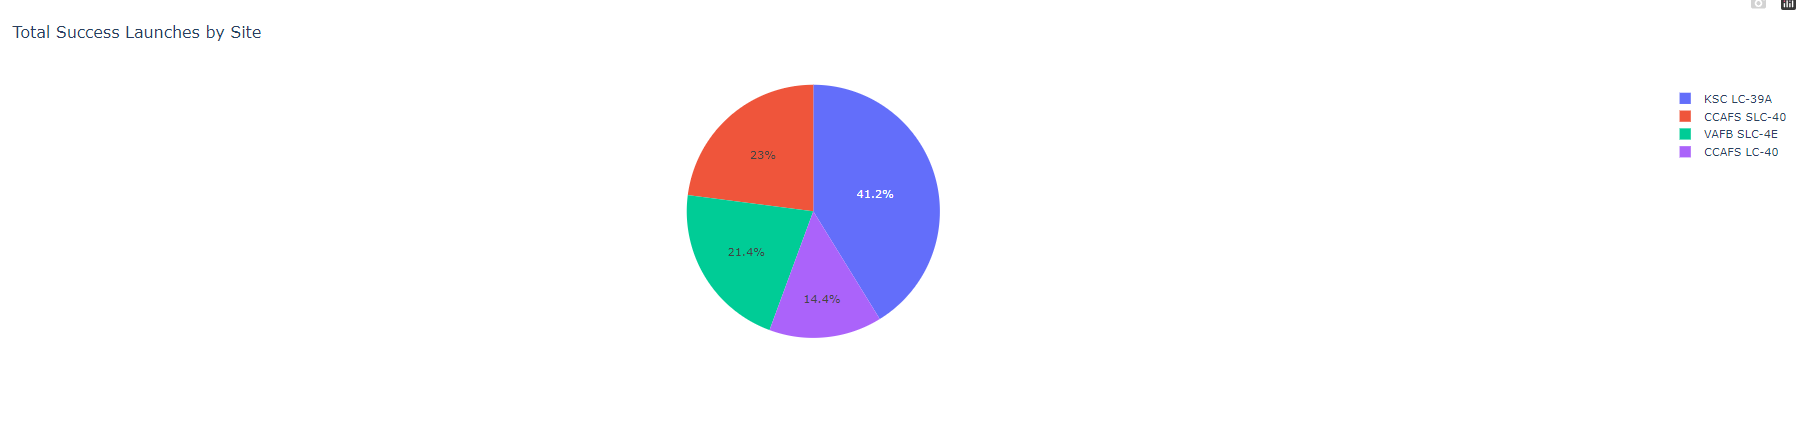 Total Success Launches by Site
KSC LC-39A
CCAFS SLC-40
VAFB SLC-4E
CCAFS LC-40
23%
41.2%
21.4%
14.4%